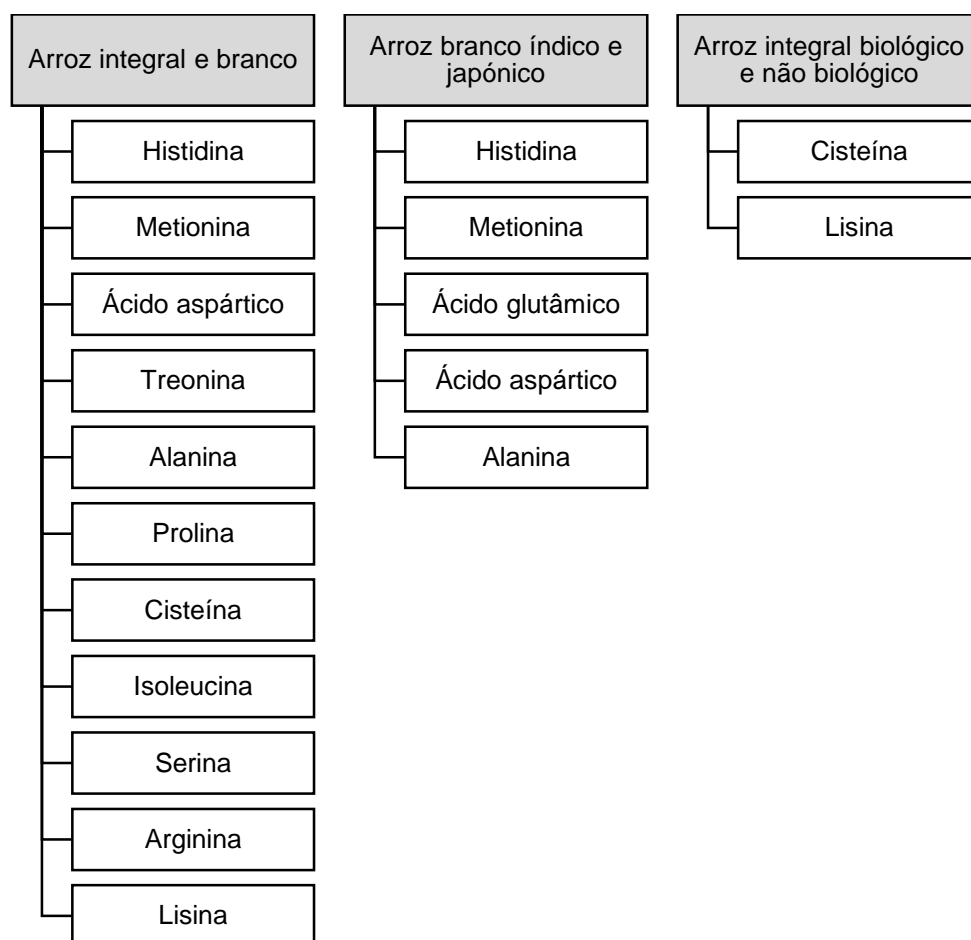 Arroz integral e branco
Histidina
Metionina
Ácido aspártico
Treonina
Alanina
Prolina
Cisteína
Isoleucina
Serina
Arginina
Lisina
Arroz branco índico e
japónico
Histidina
Metionina
Ácido glutâmico
Ácido aspártico
Alanina
Arroz integral biológico
e não biológico
Cisteína
Lisina